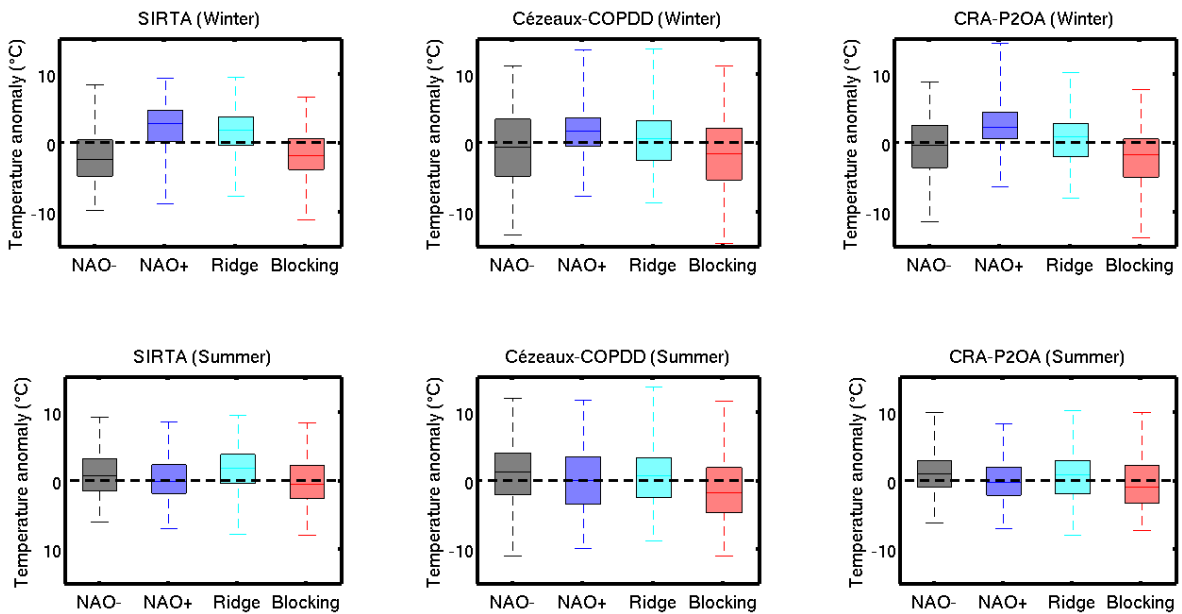 SIRTA (Winter)
Temperature anomaly (°C)
10
0
-10
NAO- NAO+ Ridge Blocking
Cézeaux-COPDD (Winter)
Temperature anomaly (°C)
10
0
-10
NAO- NAO+ Ridge Blocking
CRA-P2OA (Winter)
Temperature anomaly (°C)
10
0
-10
NAO- NAO+ Ridge Blocking
SIRTA (Summer)
Temperature anomaly (°C)
10
0
10
NAO- NAO+ Ridge Blocking
Cézeaux-COPDD (Summer)
Temperature anomaly (°C)
10
0
-10
NAO- NAO+ Ridge Blocking
CRA-P2OA (Summer)
Temperature anomaly (°C)
10
0
-10
NAO- NAO+ Ridge Blocking